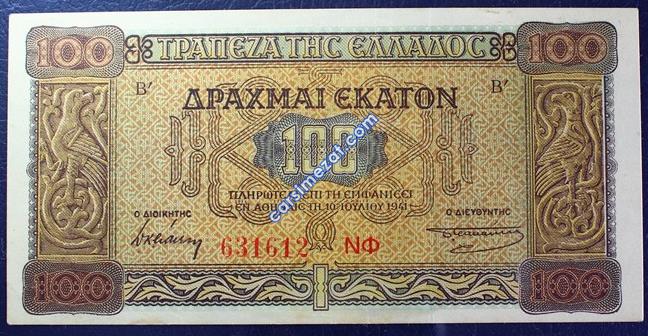 100 ΤΡΑΠΕΖΑ ΤΗΣ ΕΛΛΑΔΟΣ 100
Β′ ΔΡΑΧΜΑΙ ΕΚΑΤΟΝ Β′
100
carsimezat.com
ΠΛΗΡΩΤΕΑΙ ΕΠΙ ΤΗ ΕΜΦΑΝΙΣΕΙ
ΕΝ ΑΘΗΝΑΙΣ ΤΗ 10 ΙΟΥΛΙΟΥ 1941
Ο ΔΙΟΙΚΗΤΗΣ Ο ΔΙΕΥΘΥΝΤΗΣ
631612 ΝΦ
100 100